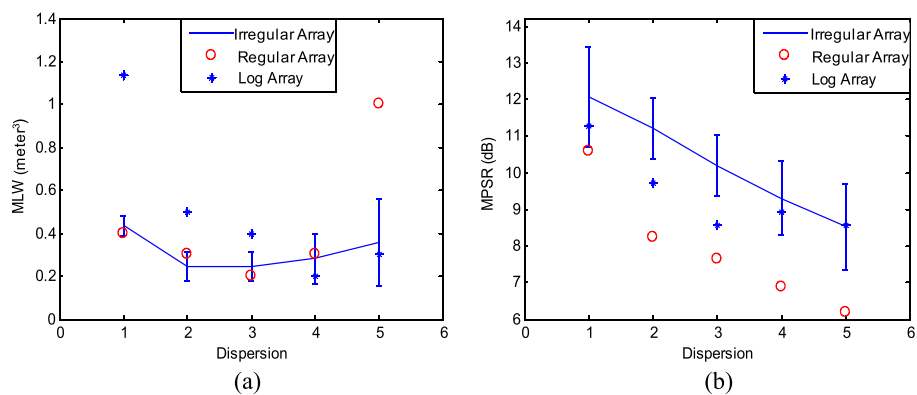 1.4
1.2
1
0.8
0.6
0.4
0.2
0
0 1 2 3 4 5 6
MLW (meter³)
Dispersion
Irregular Array
Regular Array
Log Array
(a)
14
13
12
11
10
9
8
7
6
0 1 2 3 4 5 6
MPSR (dB)
Dispersion
Irregular Array
Regular Array
Log Array
(b)